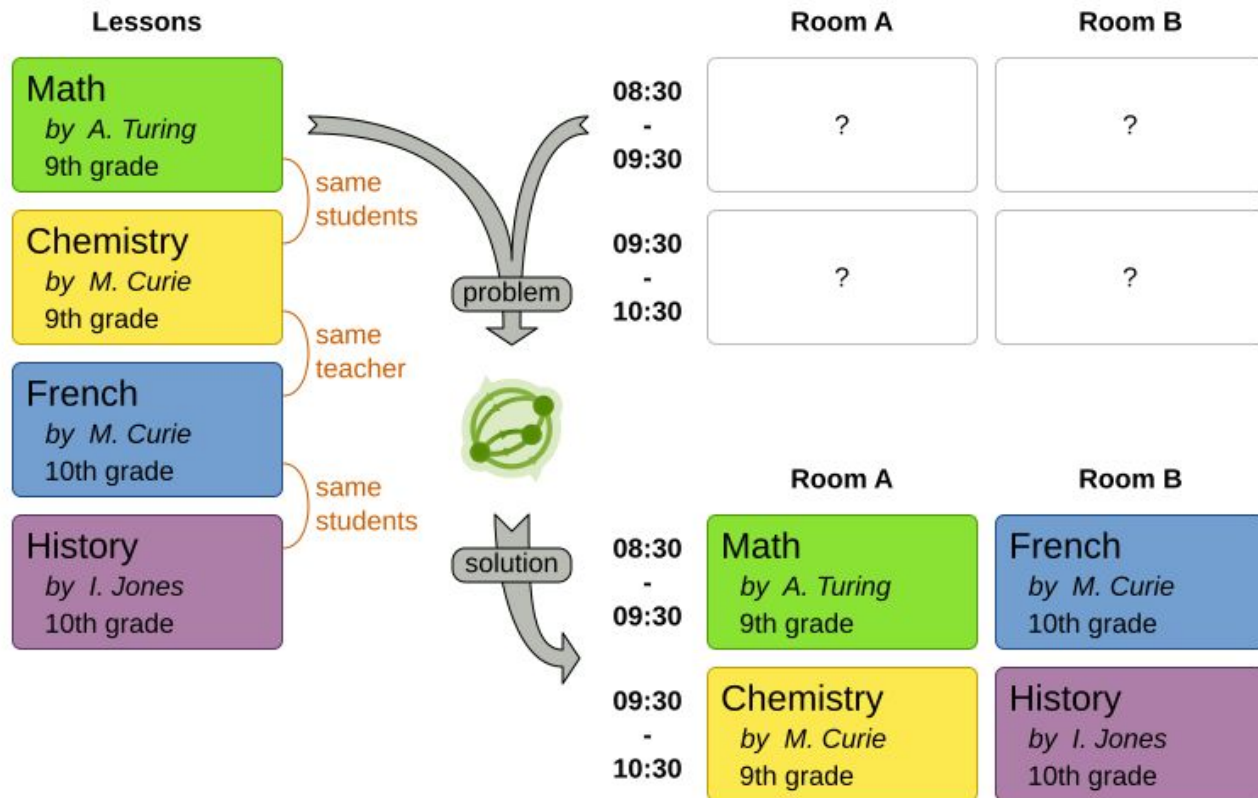 Lessons
Math
by A. Turing
9th grade
same
students
Chemistry
by M. Curie
9th grade
same
teacher
French
by M. Curie
10th grade
same
students
History
by I. Jones
10th grade
problem
solution
Room A
Room B
08:30
-
09:30
?
?
09:30
-
10:30
?
?
Room A
Room B
08:30
-
09:30
Math
by A. Turing
9th grade
French
by M. Curie
10th grade
09:30
-
10:30
Chemistry
by M. Curie
9th grade
History
by I. Jones
10th grade